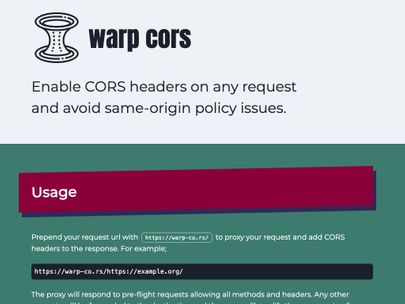 warp cors
Enable CORS headers on any request
and avoid same-origin policy issues.
Usage
Prepend your request url with https://warp-co.rs/ to proxy your request and add CORS
headers to the response. For example;
https://warp-co.rs/https://example.org/
The proxy will respond to pre-flight requests allowing all methods and headers. Any other